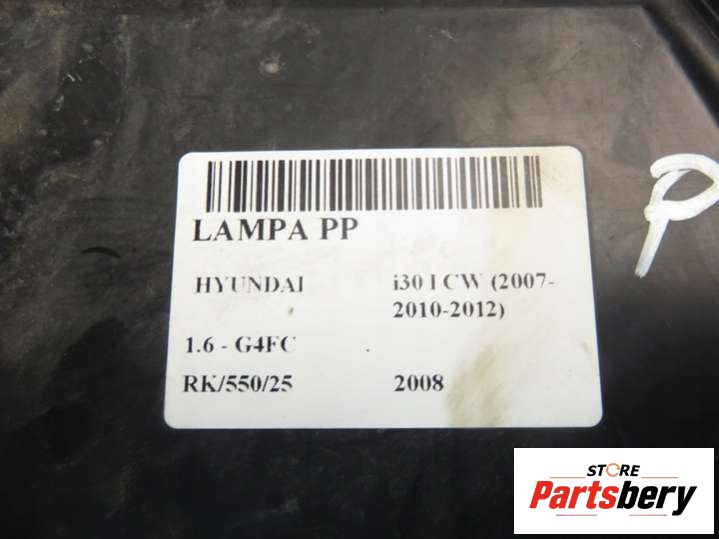 LAMPA PP
HYUNDAI i30 I CW (2007-
2010-2012)
1.6 - G4FC
RK/550/25 2008
P
STORE
Partsbery